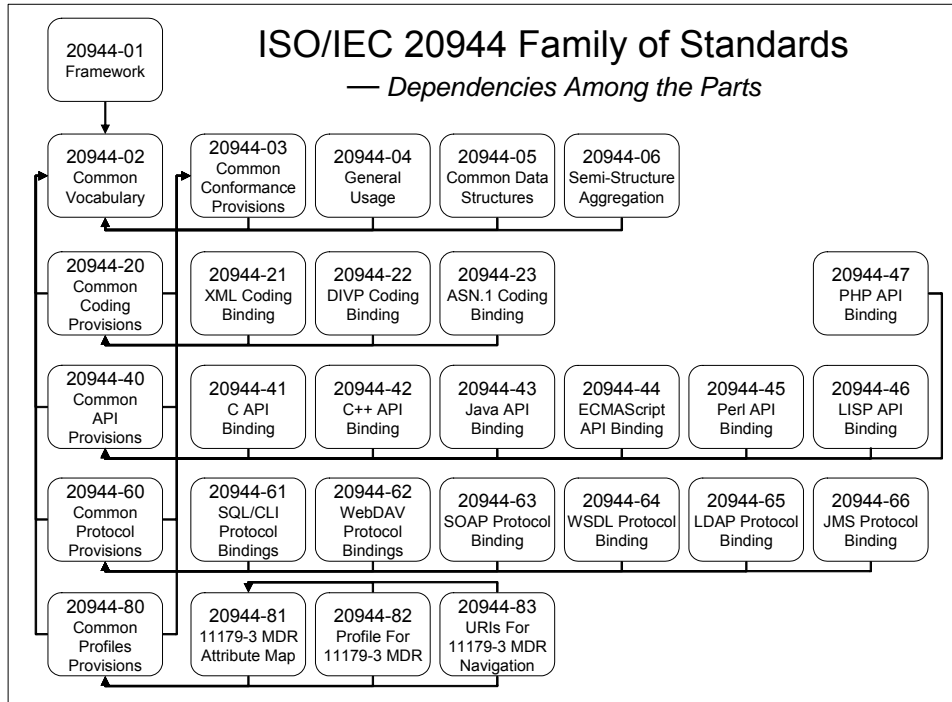 ISO/IEC 20944 Family of Standards
— Dependencies Among the Parts
20944-01
Framework
20944-02
Common
Vocabulary
20944-03
Common
Conformance
Provisions
20944-04
General
Usage
20944-05
Common Data
Structures
20944-06
Semi-Structure
Aggregation
20944-20
Common
Coding
Provisions
20944-21
XML Coding
Binding
20944-22
DIVP Coding
Binding
20944-23
ASN.1 Coding
Binding
20944-47
PHP API
Binding
20944-40
Common
API
Provisions
20944-41
C API
Binding
20944-42
C++ API
Binding
20944-43
Java API
Binding
20944-44
ECMAScript
API Binding
20944-45
Perl API
Binding
20944-46
LISP API
Binding
20944-60
Common
Protocol
Provisions
20944-61
SQL/CLI
Protocol
Bindings
20944-62
WebDAV
Protocol
Bindings
20944-63
SOAP Protocol
Binding
20944-64
WSDL Protocol
Binding
20944-65
LDAP Protocol
Binding
20944-66
JMS Protocol
Binding
20944-80
Common
Profiles
Provisions
20944-81
11179-3 MDR
Attribute Map
20944-82
Profile For
11179-3 MDR
20944-83
URIs For
11179-3 MDR
Navigation